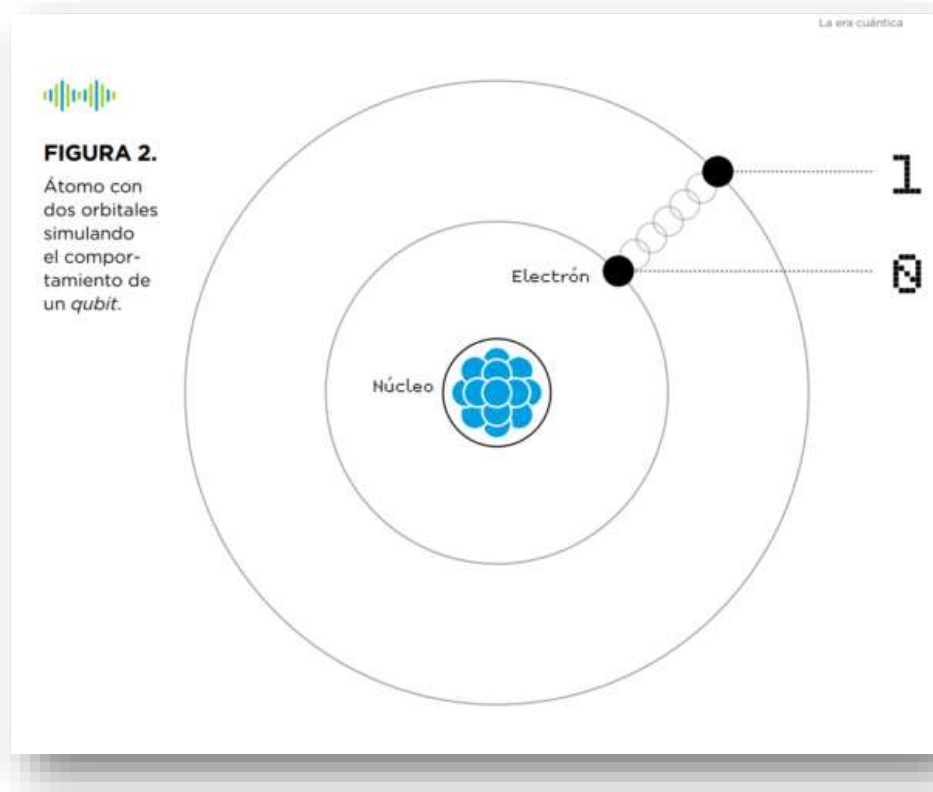 La era cuántica
FIGURA 2.
Átomo con
dos orbitales
simulando
el compor-
tamiento de
un qubit.
1
Electrón
0
Núcleo